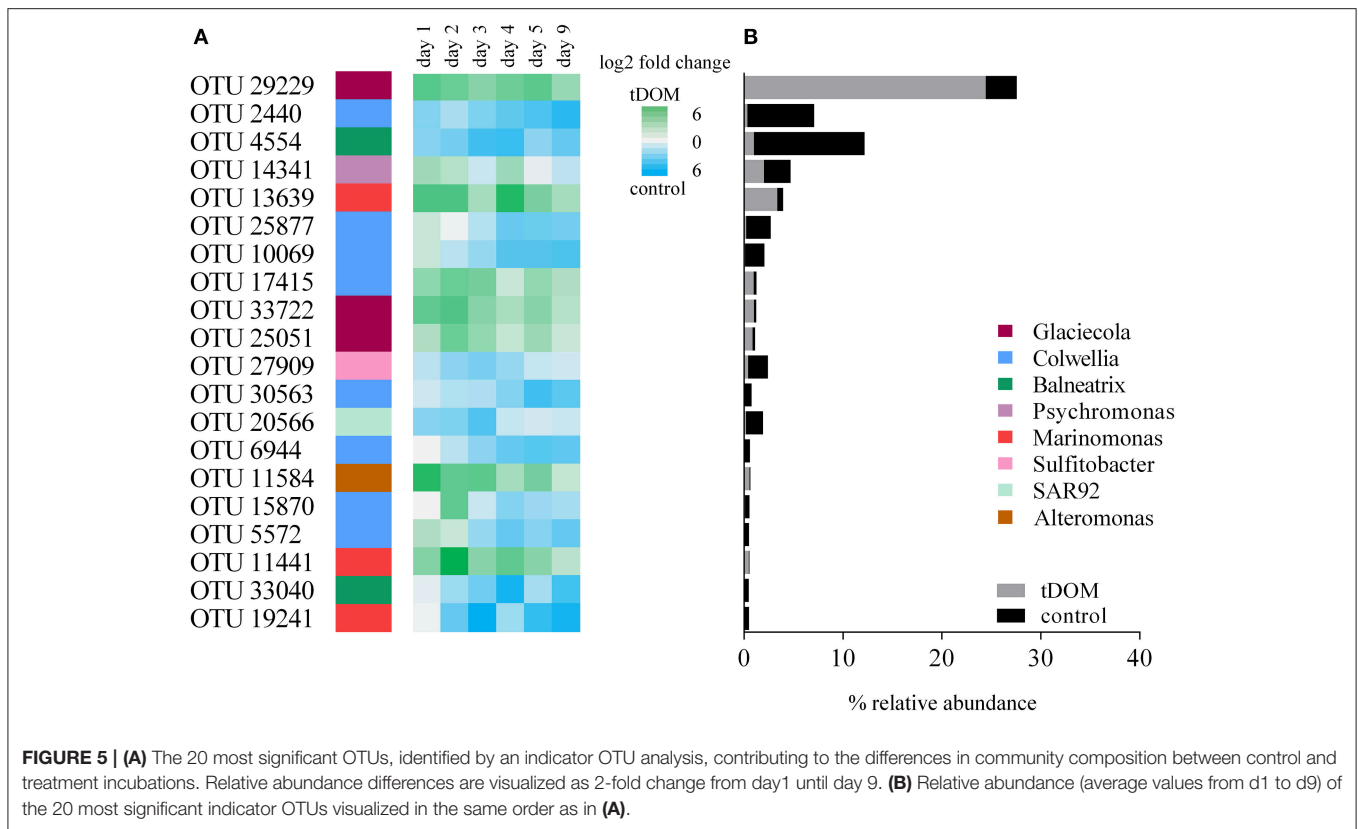 A
B
day 1
day 2
day 3
day 4
day 5
day 9
log2 fold change
tDOM
6
0
6
control
OTU 29229
OTU 2440
OTU 4554
OTU 14341
OTU 13639
OTU 25877
OTU 10069
OTU 17415
OTU 33722
OTU 25051
OTU 27909
OTU 30563
OTU 20566
OTU 6944
OTU 11584
OTU 15870
OTU 5572
OTU 11441
OTU 33040
OTU 19241
Glaciecola
Colwellia
Balneatrix
Psychromonas
Marinomonas
Sulfitobacter
SAR92
Alteromonas
tDOM
control
0 10 20 30 40
% relative abundance
FIGURE 5 | (A) The 20 most significant OTUs, identified by an indicator OTU analysis, contributing to the differences in community composition between control and
treatment incubations. Relative abundance differences are visualized as 2-fold change from day1 until day 9. (B) Relative abundance (average values from d1 to d9) of
the 20 most significant indicator OTUs visualized in the same order as in (A).